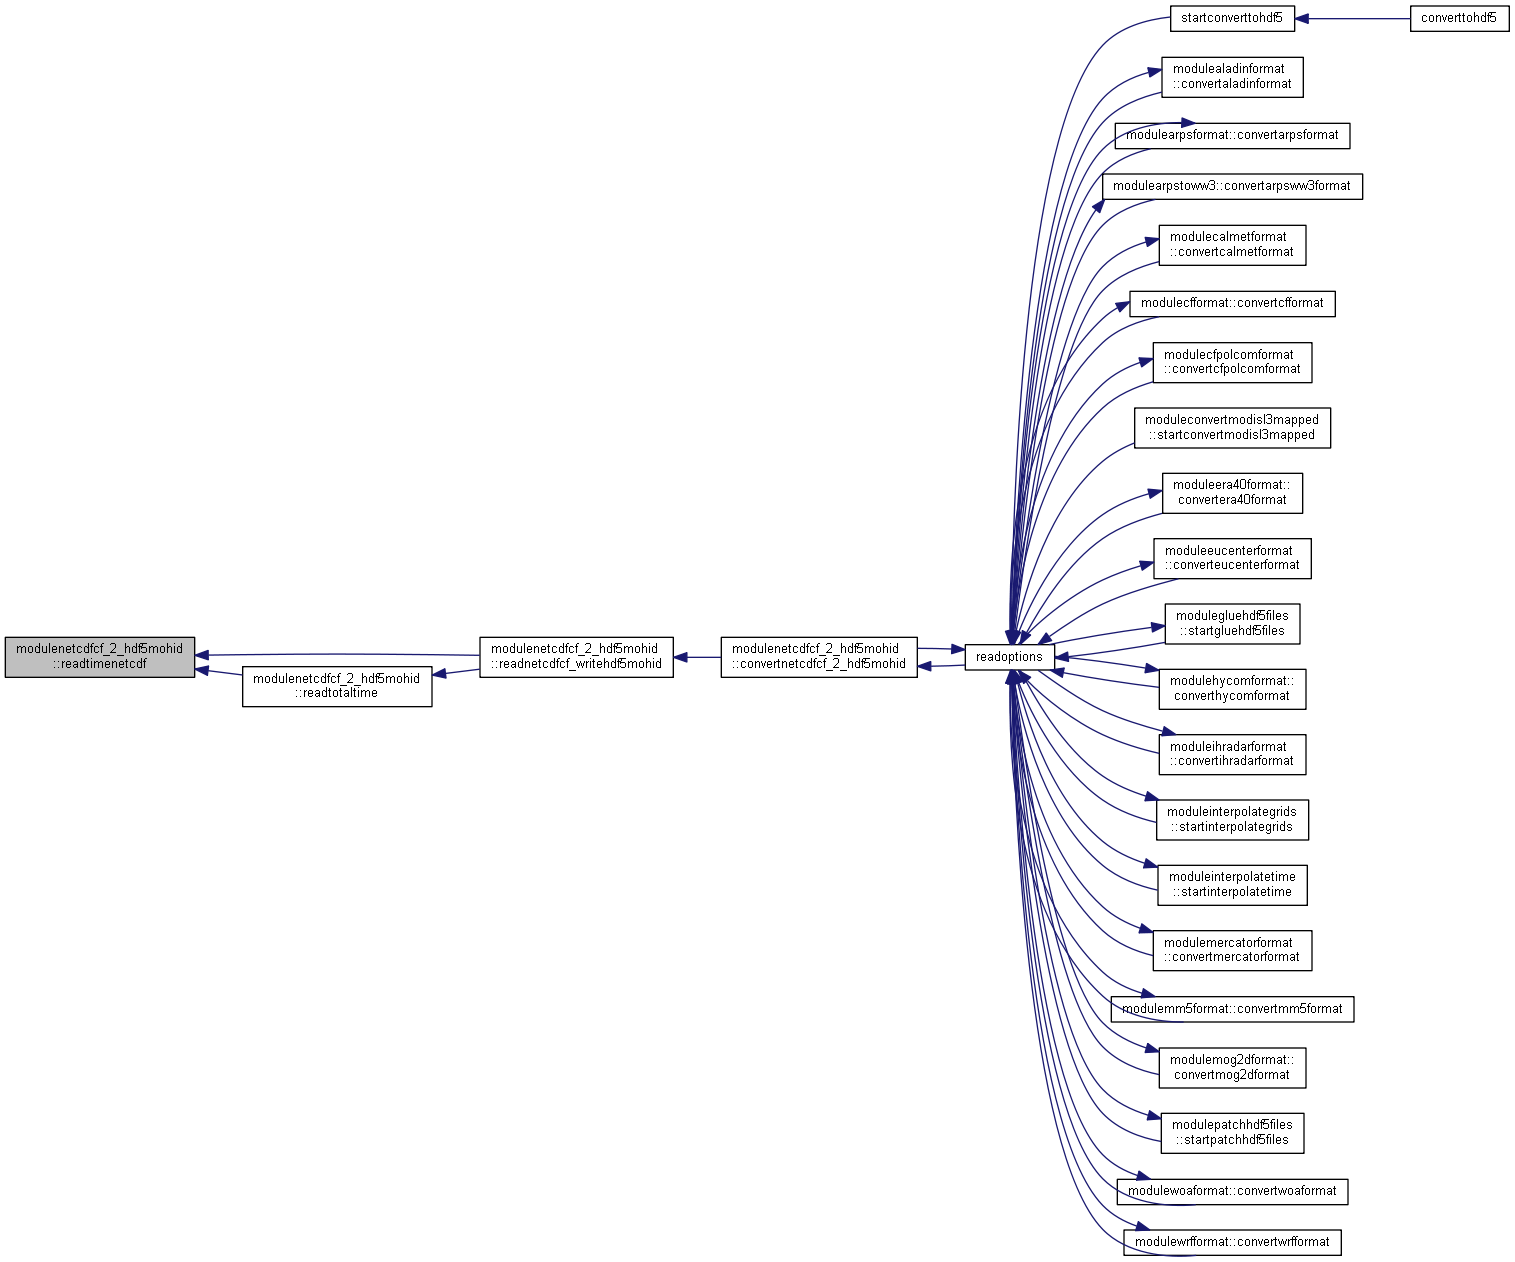 modulenetcdfcf_2_hdf5mohid
::readtimenetcdf
modulenetcdfcf_2_hdf5mohid
::readtotaltime
modulenetcdfcf_2_hdf5mohid
::readnetcdfcf_writehdf5mohid
modulenetcdfcf_2_hdf5mohid
::convertnetcdfcf_2_hdf5mohid
readoptions
startconverttohdf5
converttohdf5
modulealadinformat
::convertaladinformat
modulearpsformat::convertarpsformat
modulearpstoww3::convertarpsww3format
modulecalmetformat
::convertcalmetformat
modulecfformat::convertcfformat
modulecfpolcomformat
::convertcfpolcomformat
moduleconvertmodisl3mapped
::startconvertmodisl3mapped
moduleera40format::
convertera40format
moduleeucenterformat
::converteucenterformat
modulegluehdf5files
::startgluehdf5files
modulehycomformat::
converthycomformat
moduleihradarformat
::convertihradarformat
moduleinterpolategrids
::startinterpolategrids
moduleinterpolatetime
::startinterpolatetime
modulemercatorformat
::convertmercatorformat
modulemm5format::convertmm5format
modulemog2dformat::
convertmog2dformat
modulepatchhdf5files
::startpatchhdf5files
modulewoaformat::convertwoaformat
modulewrfformat::convertwrfformat